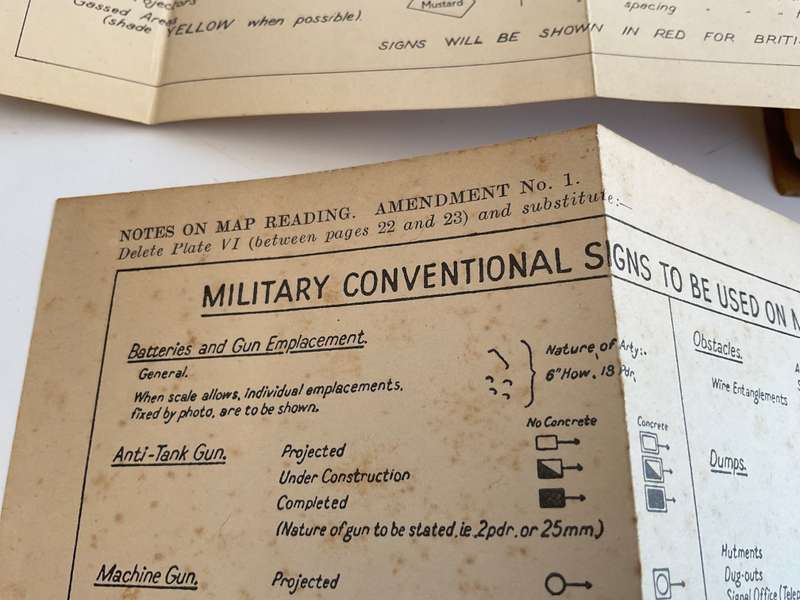 Gassed Areas
(shade YELLOW when possible).
Mustard
spacing
SIGNS WILL BE SHOWN IN RED FOR
NOTES ON MAP READING. AMENDMENT No. 1.
Delete Plate VI (between pages 22 and 23) and substitute:—
MILITARY CONVENTIONAL SIGNS TO BE USED ON
Batteries and Gun Emplacement.
General.
When scale allows, individual emplacements,
fixed by photo, are to be shown.
Nature of Arty:.
6"How. 18 Pdr.
No Concrete
Concrete
Anti-Tank Gun.
Projected
Under Construction
Completed
(Nature of gun to be stated. i.e. 2pdr. or 25mm.)
Machine Gun.
Projected
Obstacles.
Wire Entanglements
Dumps.
Hutments
Dug-outs
Signal Office